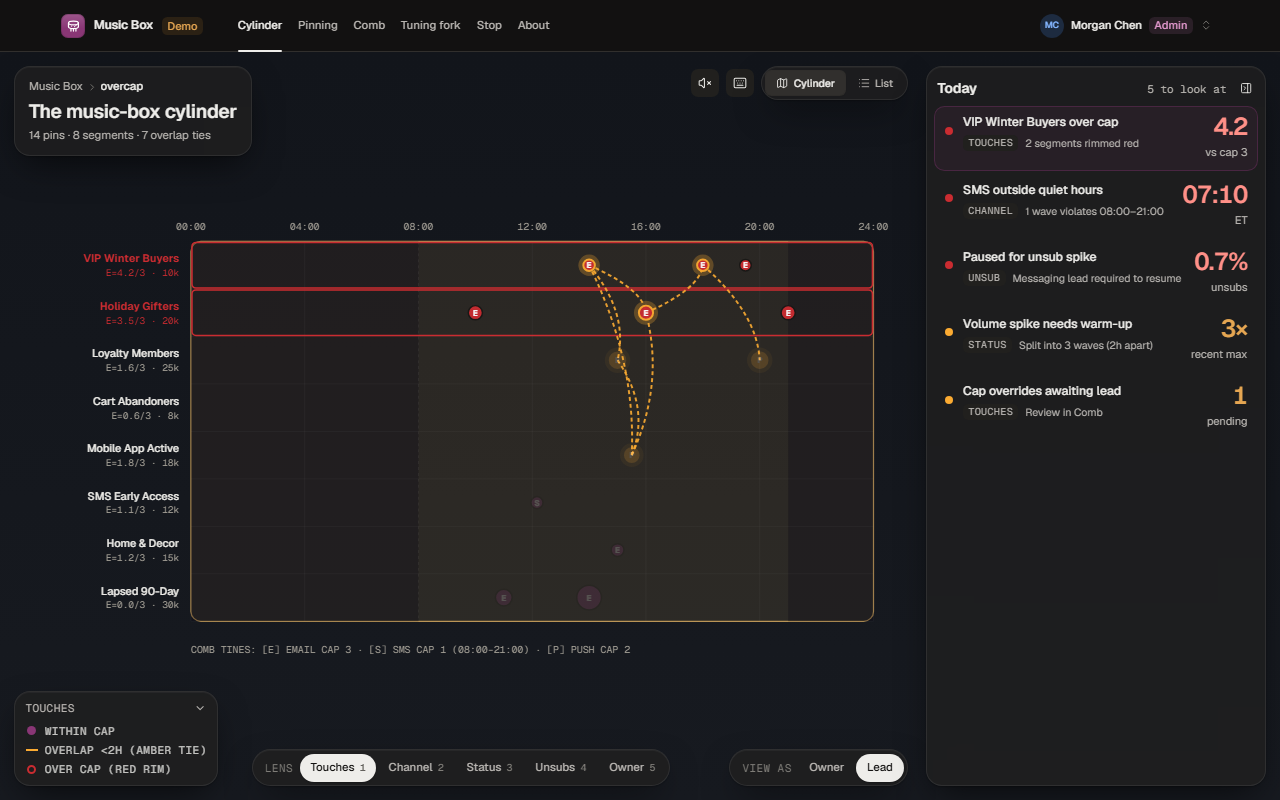 Music Box Demo Cylinder Pinning Comb Tuning fork Stop About MC Morgan Chen Admin
Music Box › overcap
The music-box cylinder
14 pins · 8 segments · 7 overlap ties
Cylinder List
00:00 04:00 08:00 12:00 16:00 20:00 24:00
VIP Winter Buyers
E=4.2/3 · 10k
E E E
Holiday Gifters
E=3.5/3 · 20k
E E E
Loyalty Members
E=1.6/3 · 25k
Cart Abandoners
E=0.6/3 · 8k
Mobile App Active
E=1.8/3 · 18k
SMS Early Access
E=1.1/3 · 12k
S
Home & Decor
E=1.2/3 · 15k
E
Lapsed 90-Day
E=0.0/3 · 30k
E E
COMB TINES: [E] EMAIL CAP 3 · [S] SMS CAP 1 (08:00–21:00) · [P] PUSH CAP 2
TOUCHES
WITHIN CAP
OVERLAP <2H (AMBER TIE)
OVER CAP (RED RIM)
LENS Touches 1 Channel 2 Status 3 Unsubs 4 Owner 5
VIEW AS Owner Lead
Today 5 to look at
VIP Winter Buyers over cap 4.2
TOUCHES 2 segments rimmed red vs cap 3
SMS outside quiet hours 07:10
CHANNEL 1 wave violates 08:00–21:00 ET
Paused for unsub spike 0.7%
UNSUB Messaging lead required to resume unsubs
Volume spike needs warm-up 3×
STATUS Split into 3 waves (2h apart) recent max
Cap overrides awaiting lead 1
TOUCHES Review in Comb pending